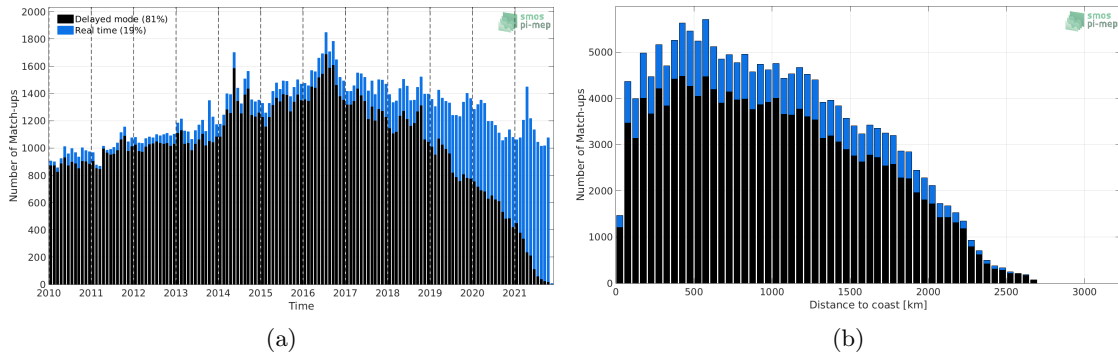 2000
1800
1600
1400
1200
1000
800
600
400
200
0
Number of Match-ups
Delayed mode (81%)
Real time (19%)
smos
pi-mep
2010 2011 2012 2013 2014 2015 2016 2017 2018 2019 2020 2021
Time
(a)
5000
4000
3000
2000
1000
0
Number of Match-ups
smos
pi-mep
0 500 1000 1500 2000 2500 3000
Distance to coast [km]
(b)